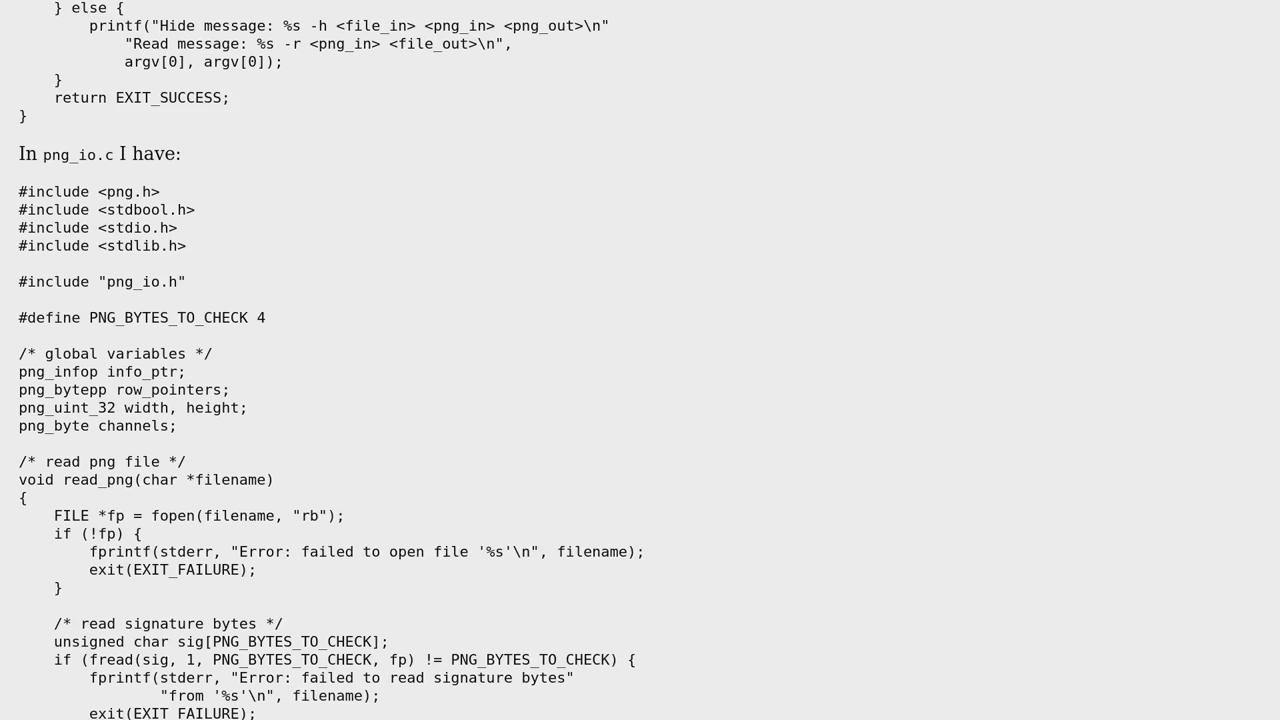 } else {
        printf("Hide message: %s -h <file_in> <png_in> <png_out>\n"
            "Read message: %s -r <png_in> <file_out>\n",
            argv[0], argv[0]);
    }
    return EXIT_SUCCESS;
}
In png_io.c I have:
#include <png.h>
#include <stdbool.h>
#include <stdio.h>
#include <stdlib.h>
#include "png_io.h"
#define PNG_BYTES_TO_CHECK 4
/* global variables */
png_infop info_ptr;
png_bytepp row_pointers;
png_uint_32 width, height;
png_byte channels;
/* read png file */
void read_png(char *filename)
{
    FILE *fp = fopen(filename, "rb");
    if (!fp) {
        fprintf(stderr, "Error: failed to open file '%s'\n", filename);
        exit(EXIT_FAILURE);
    }
    /* read signature bytes */
    unsigned char sig[PNG_BYTES_TO_CHECK];
    if (fread(sig, 1, PNG_BYTES_TO_CHECK, fp) != PNG_BYTES_TO_CHECK) {
        fprintf(stderr, "Error: failed to read signature bytes"
                "from '%s'\n", filename);
        exit(EXIT_FAILURE);